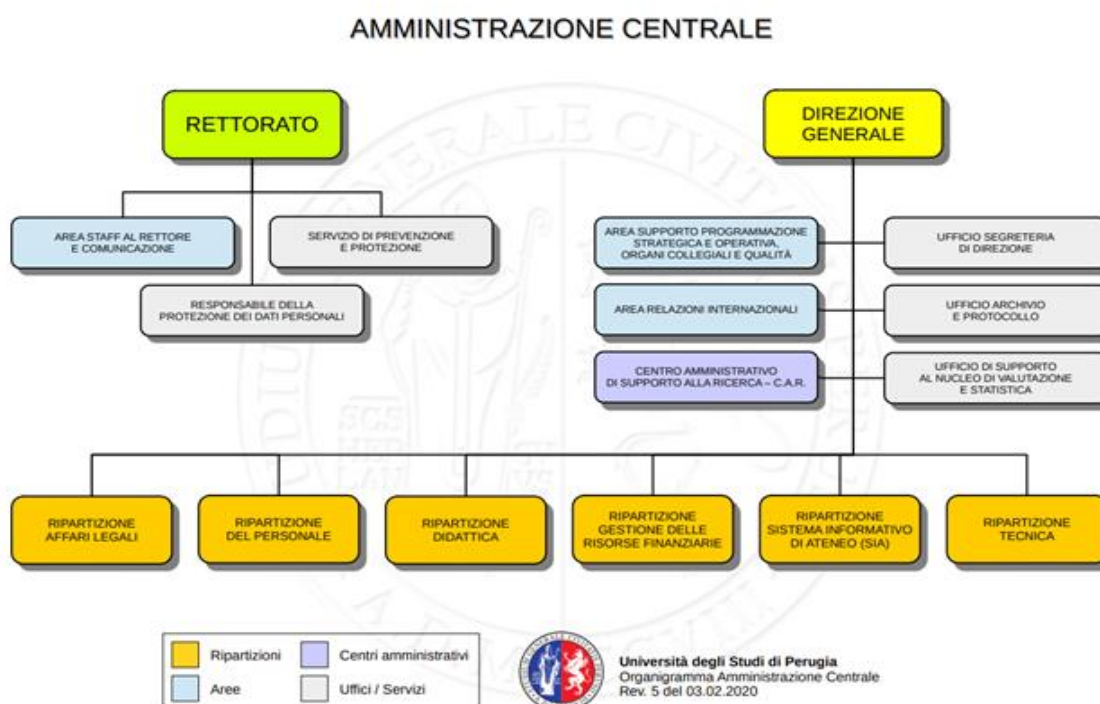 AMMINISTRAZIONE CENTRALE
RETTORATO
DIREZIONE
GENERALE
AREA STAFF AL RETTORE
E COMUNICAZIONE
SERVIZIO DI PREVENZIONE
E PROTEZIONE
RESPONSABILE DELLA
PROTEZIONE DEI DATI PERSONALI
AREA SUPPORTO PROGRAMMAZIONE
STRATEGICA E OPERATIVA,
ORGANI COLLEGIALI E QUALITÀ
UFFICIO SEGRETERIA
DI DIREZIONE
AREA RELAZIONI INTERNAZIONALI
UFFICIO ARCHIVIO
E PROTOCOLLO
CENTRO AMMINISTRATIVO
DI SUPPORTO ALLA RICERCA – C.A.R.
UFFICIO DI SUPPORTO
AL NUCLEO DI VALUTAZIONE
E STATISTICA
RIPARTIZIONE
AFFARI LEGALI
RIPARTIZIONE
DEL PERSONALE
RIPARTIZIONE
DIDATTICA
RIPARTIZIONE
GESTIONE DELLE
RISORSE FINANZIARIE
RIPARTIZIONE
SISTEMA INFORMATIVO
DI ATENEO (SIA)
RIPARTIZIONE
TECNICA
Ripartizioni
Centri amministrativi
Aree
Uffici / Servizi
Università degli Studi di Perugia
Organigramma Amministrazione Centrale
Rev. 5 del 03.02.2020